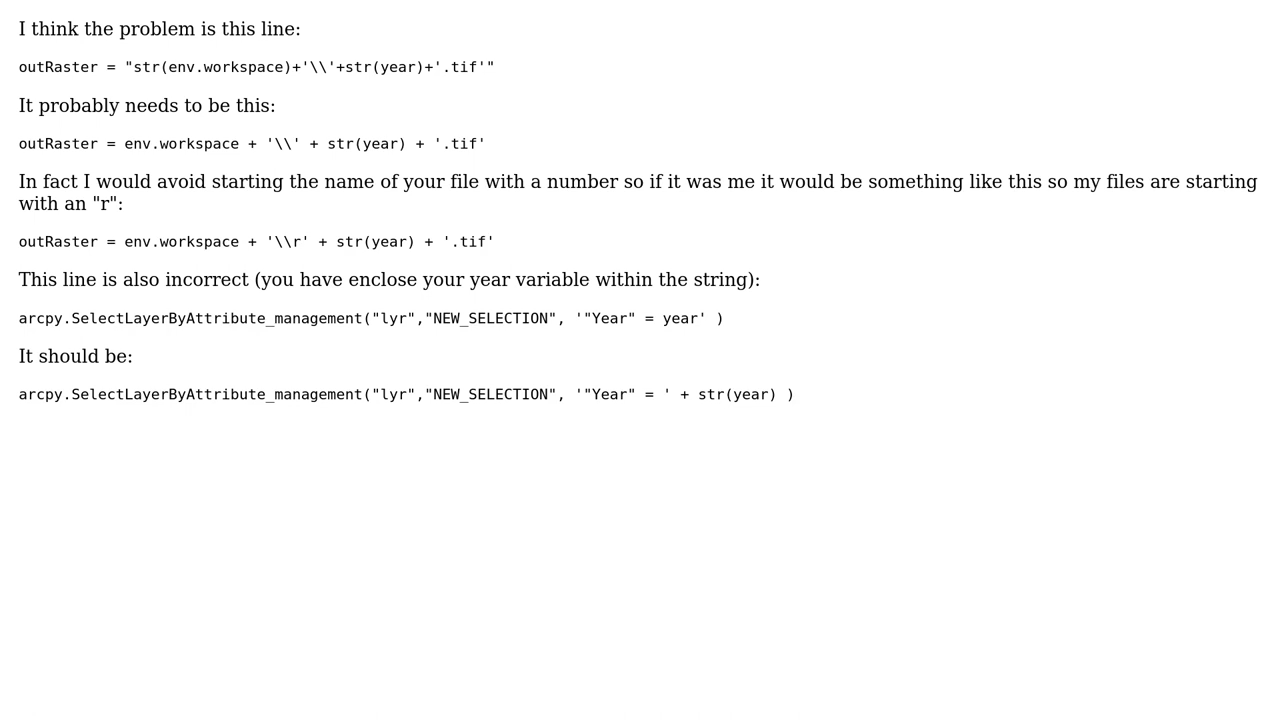 I think the problem is this line:
outRaster = "str(env.workspace)+'\\'+str(year)+'.tif'"
It probably needs to be this:
outRaster = env.workspace + '\\' + str(year) + '.tif'
In fact I would avoid starting the name of your file with a number so if it was me it would be something like this so my files are starting
with an "r":
outRaster = env.workspace + '\\r' + str(year) + '.tif'
This line is also incorrect (you have enclose your year variable within the string):
arcpy.SelectLayerByAttribute_management("lyr","NEW_SELECTION", '"Year" = year' )
It should be:
arcpy.SelectLayerByAttribute_management("lyr","NEW_SELECTION", '"Year" = ' + str(year) )